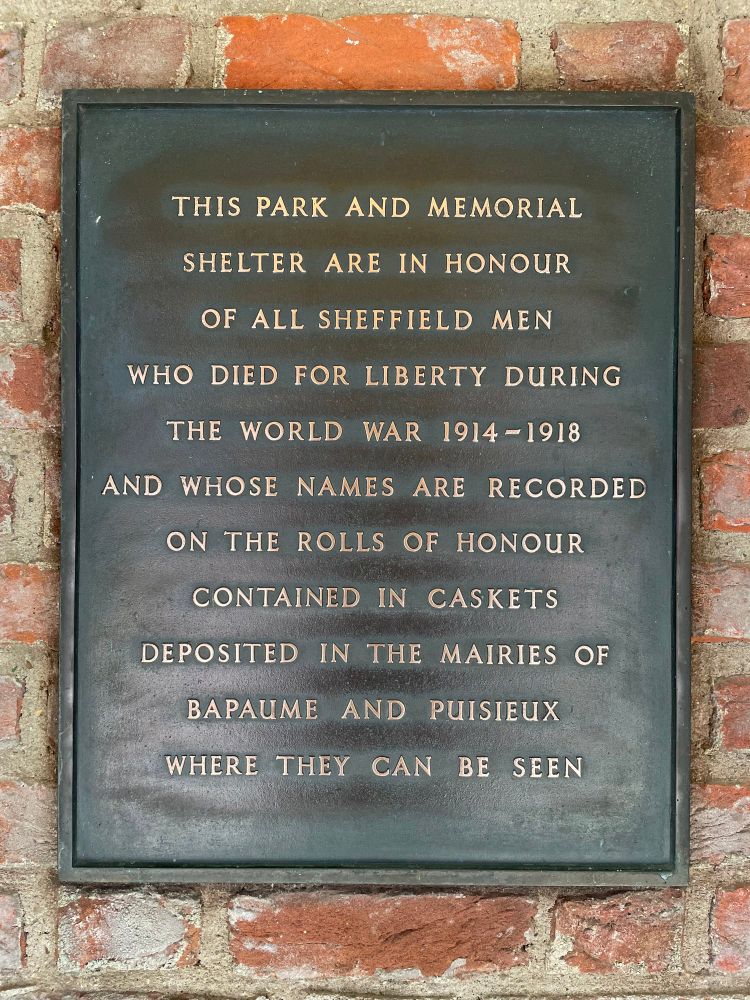 THIS PARK AND MEMORIAL
SHELTER ARE IN HONOUR
OF ALL SHEFFIELD MEN
WHO DIED FOR LIBERTY DURING
THE WORLD WAR 1914–1918
AND WHOSE NAMES ARE RECORDED
ON THE ROLLS OF HONOUR
CONTAINED IN CASKETS
DEPOSITED IN THE MAIRIES OF
BAPAUME AND PUISIEUX
WHERE THEY CAN BE SEEN